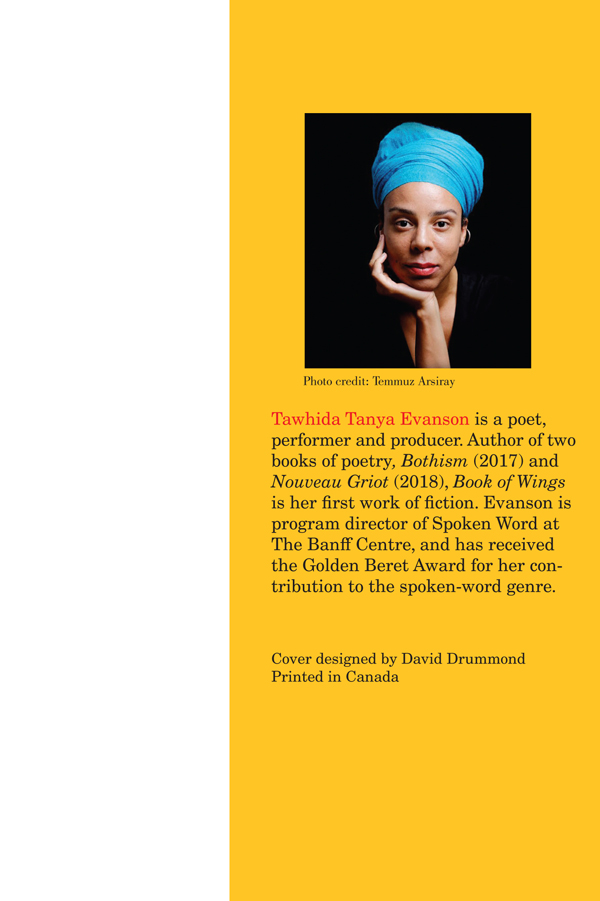 Photo credit: Temmuz Arsiray
Tawhida Tanya Evanson is a poet,
performer and producer. Author of two
books of poetry, Bothism (2017) and
Nouveau Griot (2018), Book of Wings
is her first work of fiction. Evanson is
program director of Spoken Word at
The Banff Centre, and has received
the Golden Beret Award for her con-
tribution to the spoken-word genre.
Cover designed by David Drummond
Printed in Canada